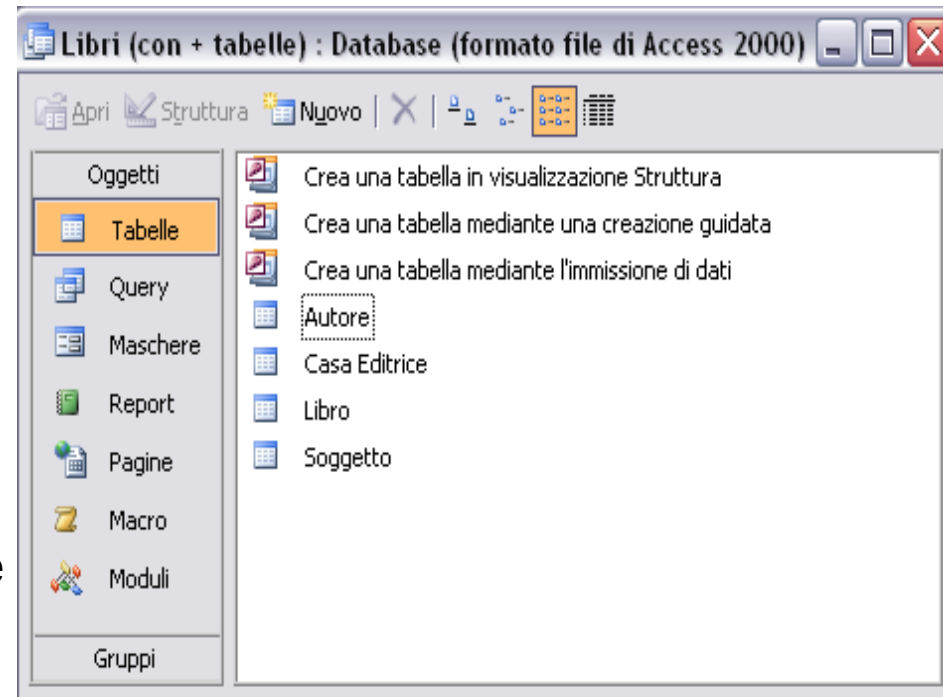 Libri (con + tabelle) : Database (formato file di Access 2000)
Apri Struttura Nuovo
Oggetti
Tabelle
Query
Maschere
Report
Pagine
Macro
Moduli
Gruppi
Crea una tabella in visualizzazione Struttura
Crea una tabella mediante una creazione guidata
Crea una tabella mediante l'immissione di dati
Autore
Casa Editrice
Libro
Soggetto
e